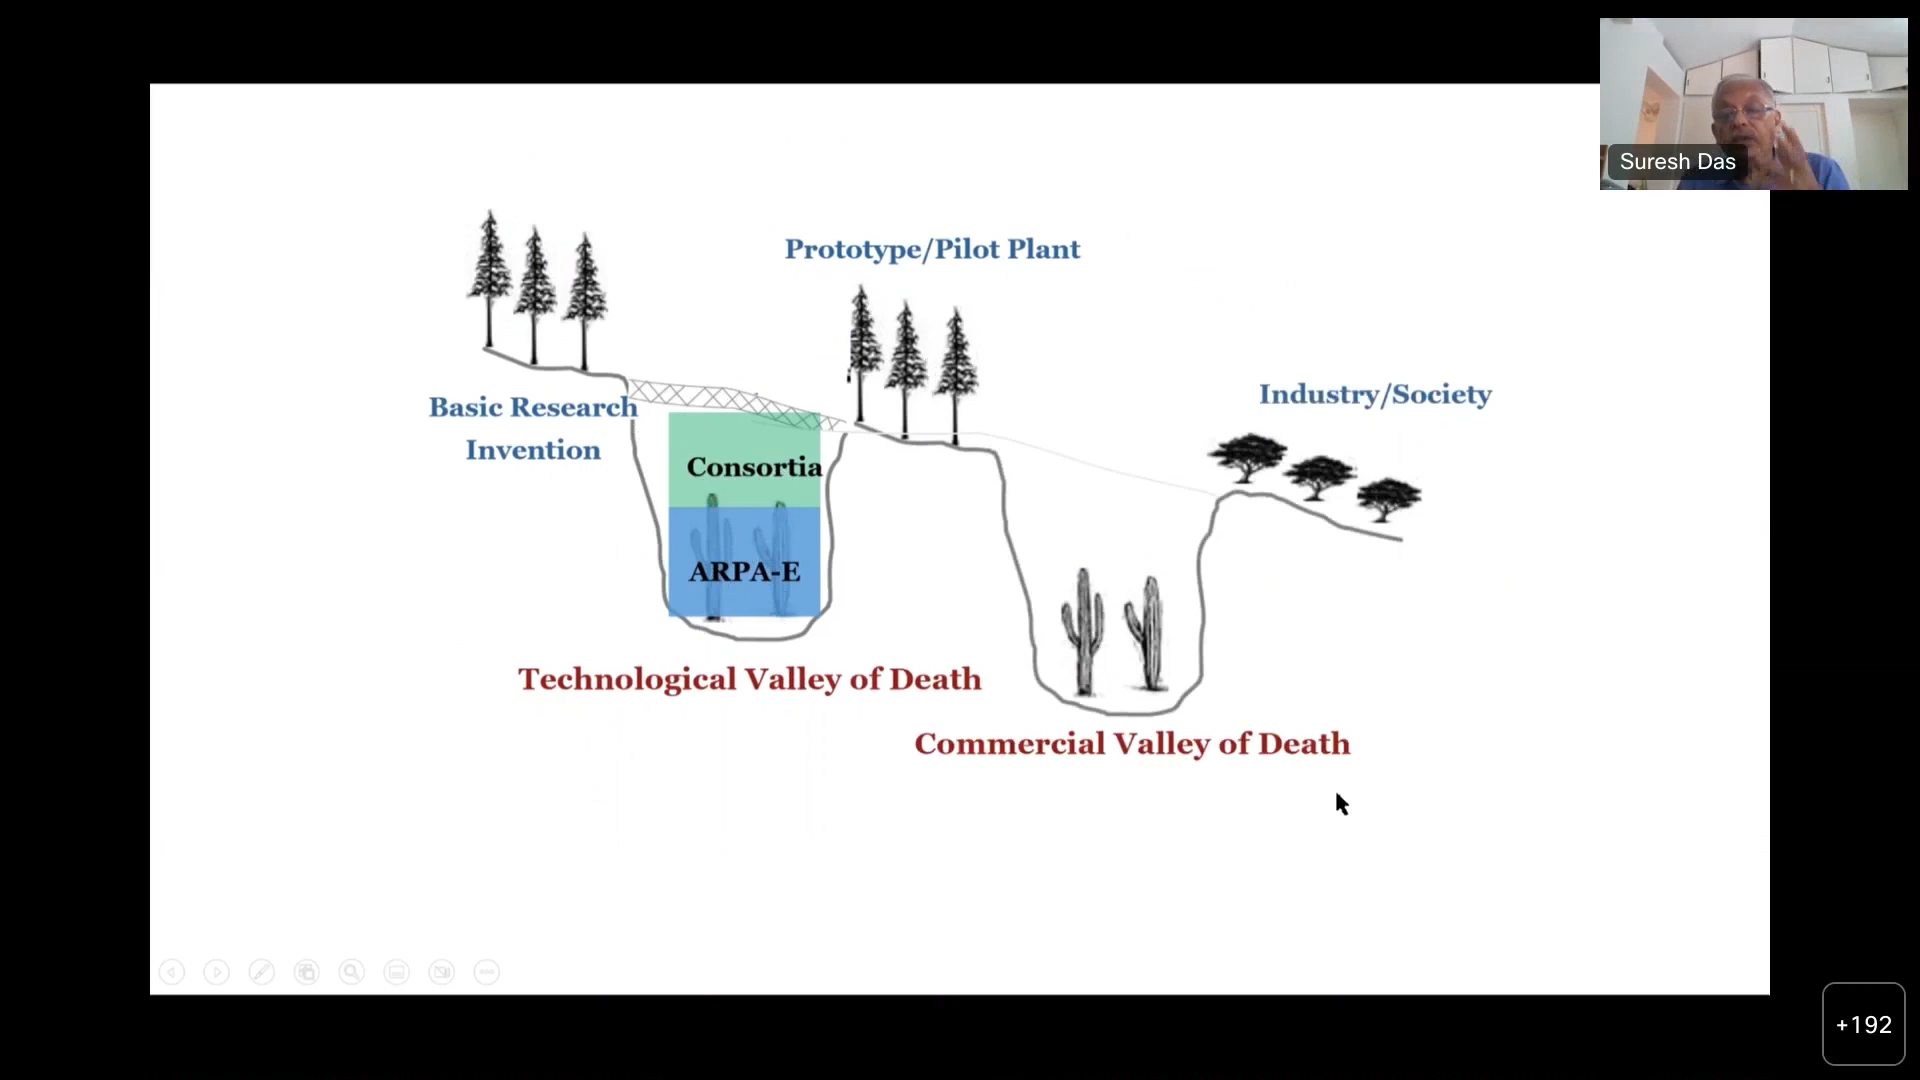 Suresh Das
Prototype/Pilot Plant
Basic Research
Invention
Industry/Society
Consortia
ARPA-E
Technological Valley of Death
Commercial Valley of Death
+192